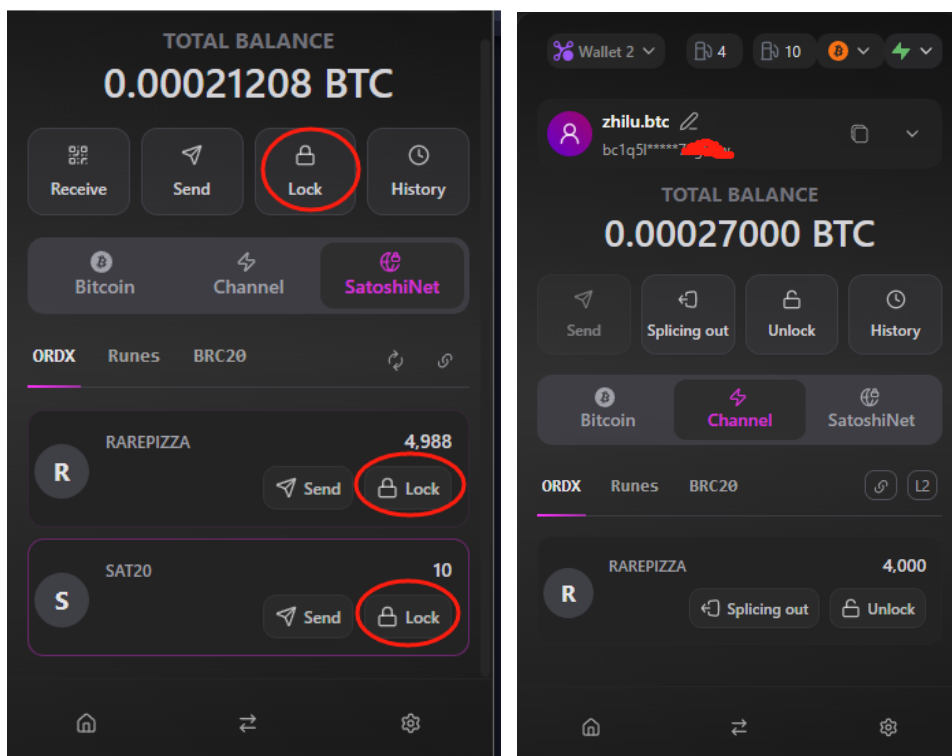 TOTAL BALANCE
0.00021208 BTC
Receive
Send
Lock
History
Bitcoin
Channel
SatoshiNet
ORDX
Runes
BRC20
RAREPIZZA
4,988
R
Send
Lock
SAT20
10
S
Send
Lock
Wallet 2
4
10
zhilu.btc
bc1q5l*****7
TOTAL BALANCE
0.00027000 BTC
Send
Splicing out
Unlock
History
Bitcoin
Channel
SatoshiNet
ORDX
Runes
BRC20
L2
RAREPIZZA
4,000
R
Splicing out
Unlock